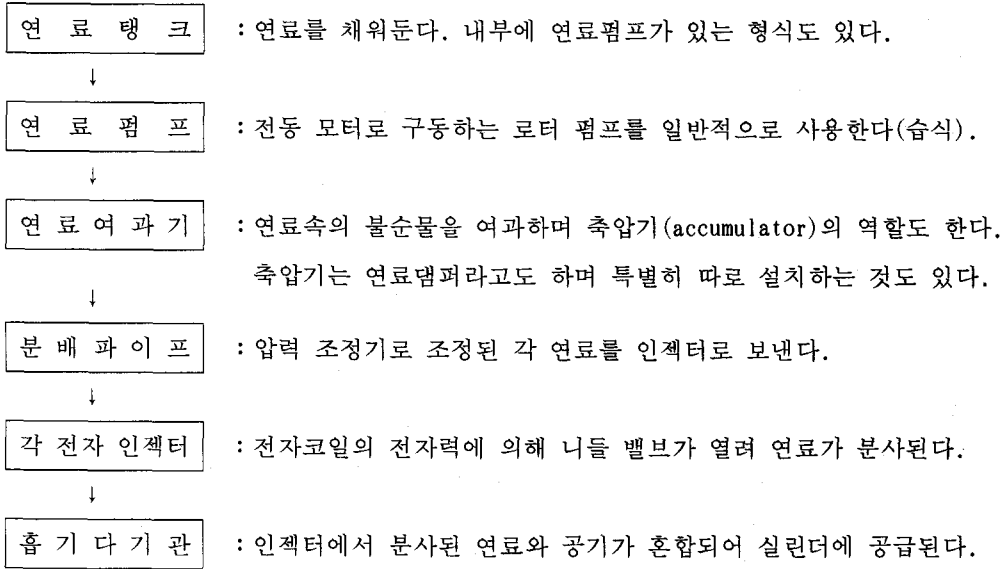 연 료 탱 크 : 연료를 채워둔다. 내부에 연료펌프가 있는 형식도 있다.
↓
연 료 펌 프 : 전동 모터로 구동하는 로터 펌프를 일반적으로 사용한다(습식).
↓
연 료 여 과 기 : 연료속의 불순물을 여과하며 축압기(accumulator)의 역할도 한다.
축압기는 연료댐퍼라고도 하며 특별히 따로 설치하는 것도 있다.
↓
분 배 파 이 프 : 압력 조정기로 조정된 각 연료를 인젝터로 보낸다.
↓
각 전자 인젝터 : 전자코일의 전자력에 의해 니들 밸브가 열려 연료가 분사된다.
↓
흡 기 다 기 관 : 인젝터에서 분사된 연료와 공기가 혼합되어 실린더에 공급된다.